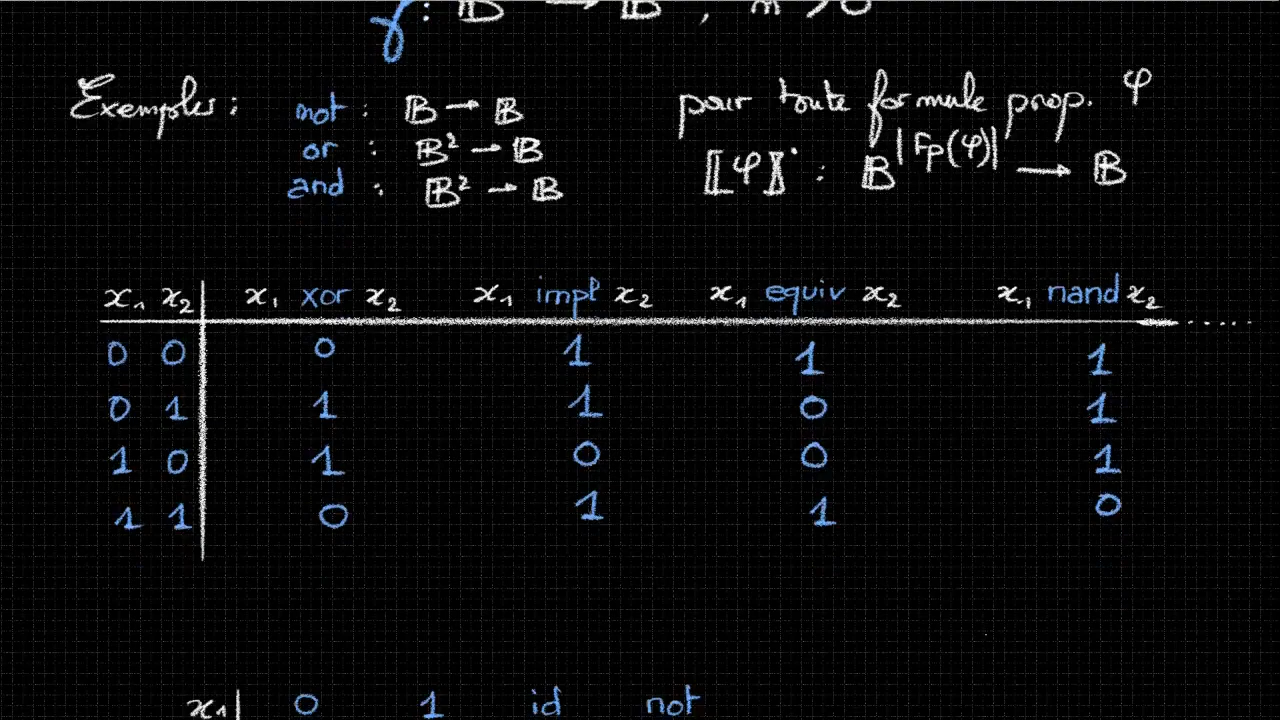 f : 𝔹 → 𝔹 , n > 0
Exemples : not : 𝔹 → 𝔹 pour toute formule prop. φ
or : 𝔹² → 𝔹 ⟦φ⟧• : 𝔹^|Fp(φ)| → 𝔹
and : 𝔹² → 𝔹
x₁ x₂ x₁ xor x₂ x₁ impl x₂ x₁ equiv x₂ x₁ nand x₂ .....
0 0 0 1 1 1
0 1 1 1 0 1
1 0 1 0 0 1
1 1 0 1 1 0
x₁ 0 1 id not